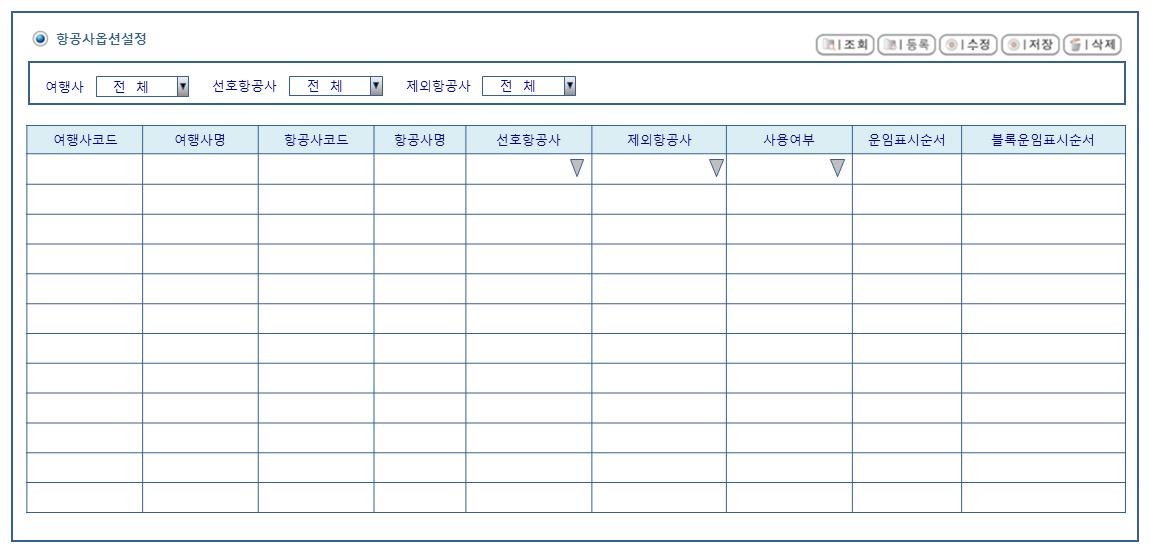 항공사옵션설정
조회 등록 수정 저장 삭제
여행사 전 체 선호항공사 전 체 제외항공사 전 체
여행사코드 여행사명 항공사코드 항공사명 선호항공사 제외항공사 사용여부 운임표시순서 블록운임표시순서